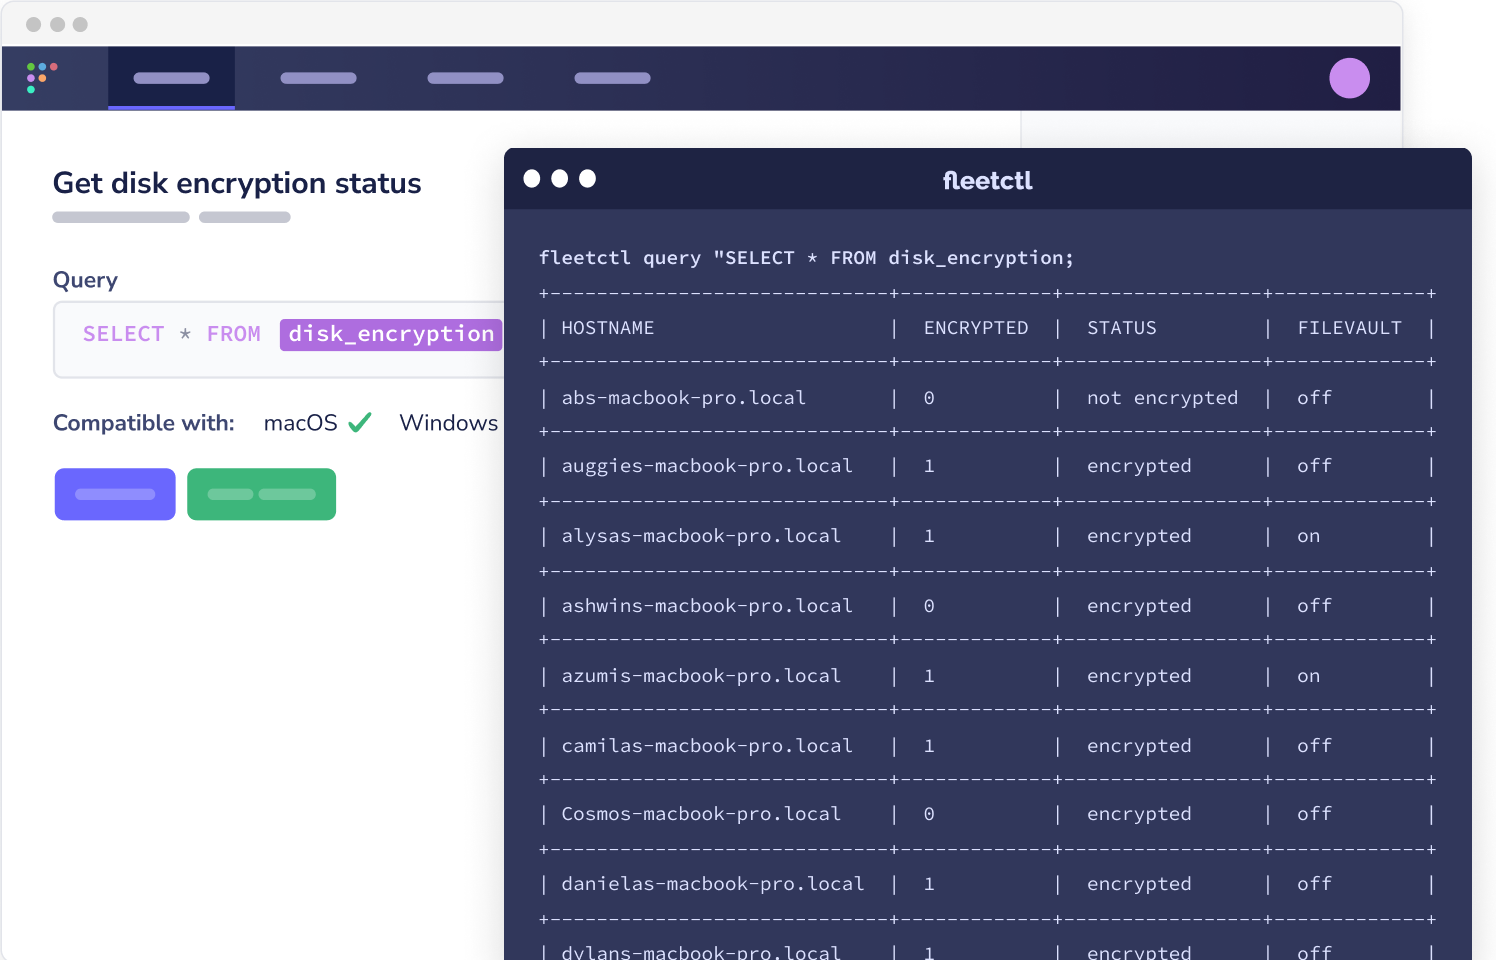 Get disk encryption status
Query
SELECT * FROM disk_encryption
Compatible with: macOS Windows
fleetctl
fleetctl query "SELECT * FROM disk_encryption;
+-----------------------------+-------------+-----------------+-------------+
| HOSTNAME | ENCRYPTED | STATUS | FILEVAULT |
+-----------------------------+-------------+-----------------+-------------+
| abs-macbook-pro.local | 0 | not encrypted | off |
+-----------------------------+-------------+-----------------+-------------+
| auggies-macbook-pro.local | 1 | encrypted | off |
+-----------------------------+-------------+-----------------+-------------+
| alysas-macbook-pro.local | 1 | encrypted | on |
+-----------------------------+-------------+-----------------+-------------+
| ashwins-macbook-pro.local | 0 | encrypted | off |
+-----------------------------+-------------+-----------------+-------------+
| azumis-macbook-pro.local | 1 | encrypted | on |
+-----------------------------+-------------+-----------------+-------------+
| camilas-macbook-pro.local | 1 | encrypted | off |
+-----------------------------+-------------+-----------------+-------------+
| Cosmos-macbook-pro.local | 0 | encrypted | off |
+-----------------------------+-------------+-----------------+-------------+
| danielas-macbook-pro.local | 1 | encrypted | off |
+-----------------------------+-------------+-----------------+-------------+
| dylans-macbook-pro.local | 1 | encrypted | off |